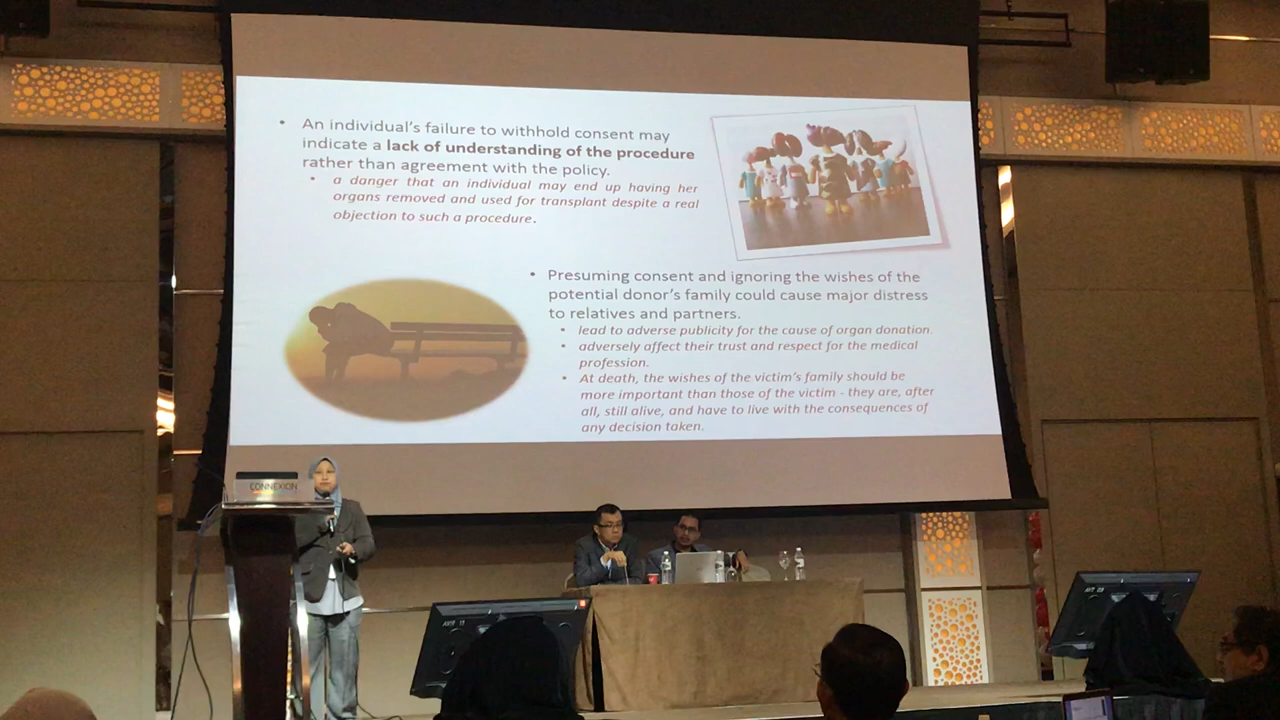 • An individual's failure to withhold consent may
indicate a lack of understanding of the procedure
rather than agreement with the policy.
• a danger that an individual may end up having her
organs removed and used for transplant despite a real
objection to such a procedure.
• Presuming consent and ignoring the wishes of the
potential donor's family could cause major distress
to relatives and partners.
• lead to adverse publicity for the cause of organ donation.
• adversely affect their trust and respect for the medical
profession.
• At death, the wishes of the victim's family should be
more important than those of the victim - they are, after
all, still alive, and have to live with the consequences of
any decision taken.
CONNEXION